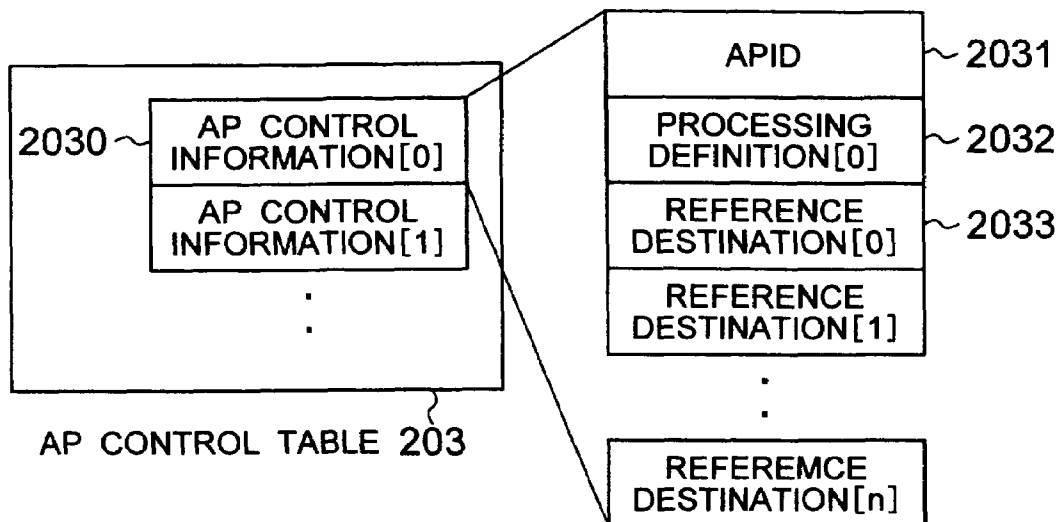 2030
AP CONTROL
INFORMATION[0]
AP CONTROL
INFORMATION[1]
AP CONTROL TABLE 203
APID
2031
PROCESSING
DEFINITION[0]
2032
REFERENCE
DESTINATION[0]
2033
REFERENCE
DESTINATION[1]
REFEREMCE
DESTINATION[n]